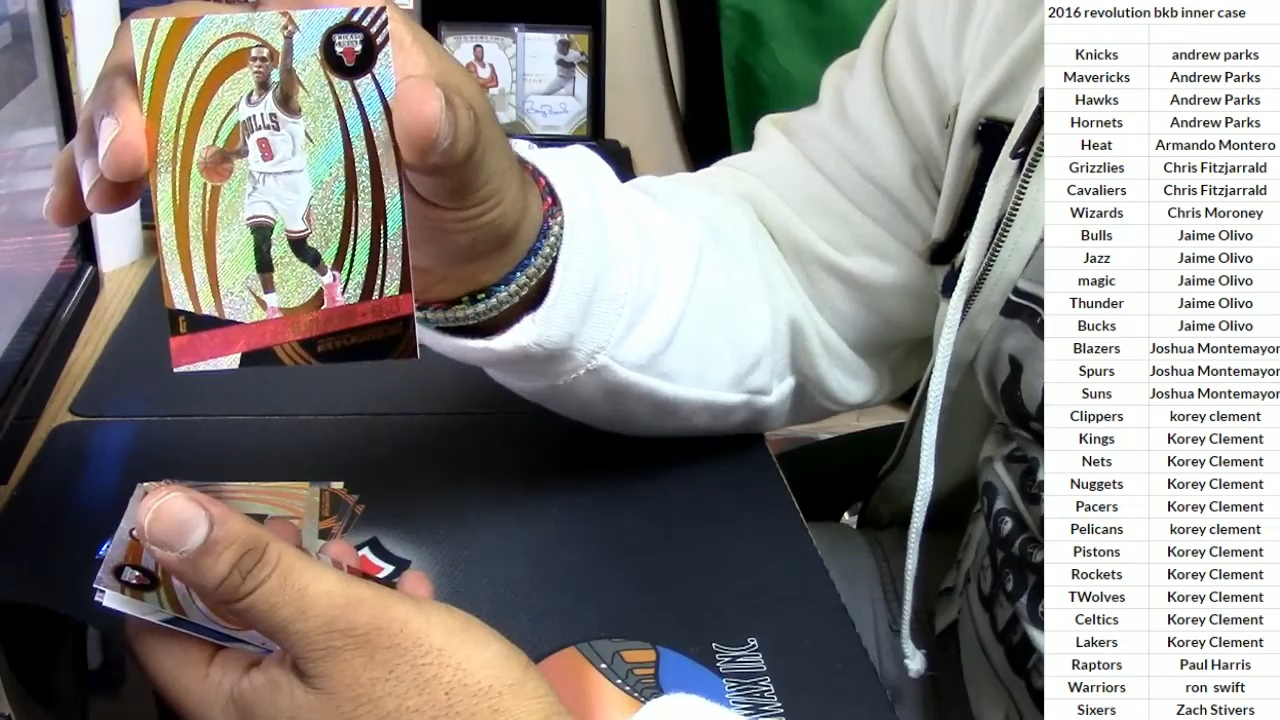 2016 revolution bkb inner case
Knicks andrew parks
Mavericks Andrew Parks
Hawks Andrew Parks
Hornets Andrew Parks
Heat Armando Montero
Grizzlies Chris Fitzjarrald
Cavaliers Chris Fitzjarrald
Wizards Chris Moroney
Bulls Jaime Olivo
Jazz Jaime Olivo
magic Jaime Olivo
Thunder Jaime Olivo
Bucks Jaime Olivo
Blazers Joshua Montemayor
Spurs Joshua Montemayor
Suns Joshua Montemayor
Clippers korey clement
Kings Korey Clement
Nets Korey Clement
Nuggets Korey Clement
Pacers Korey Clement
Pelicans korey clement
Pistons Korey Clement
Rockets Korey Clement
TWolves Korey Clement
Celtics Korey Clement
Lakers Korey Clement
Raptors Paul Harris
Warriors ron swift
Sixers Zach Stivers
CHICAGO
BULLS
BULLS
9
G
WAX INC